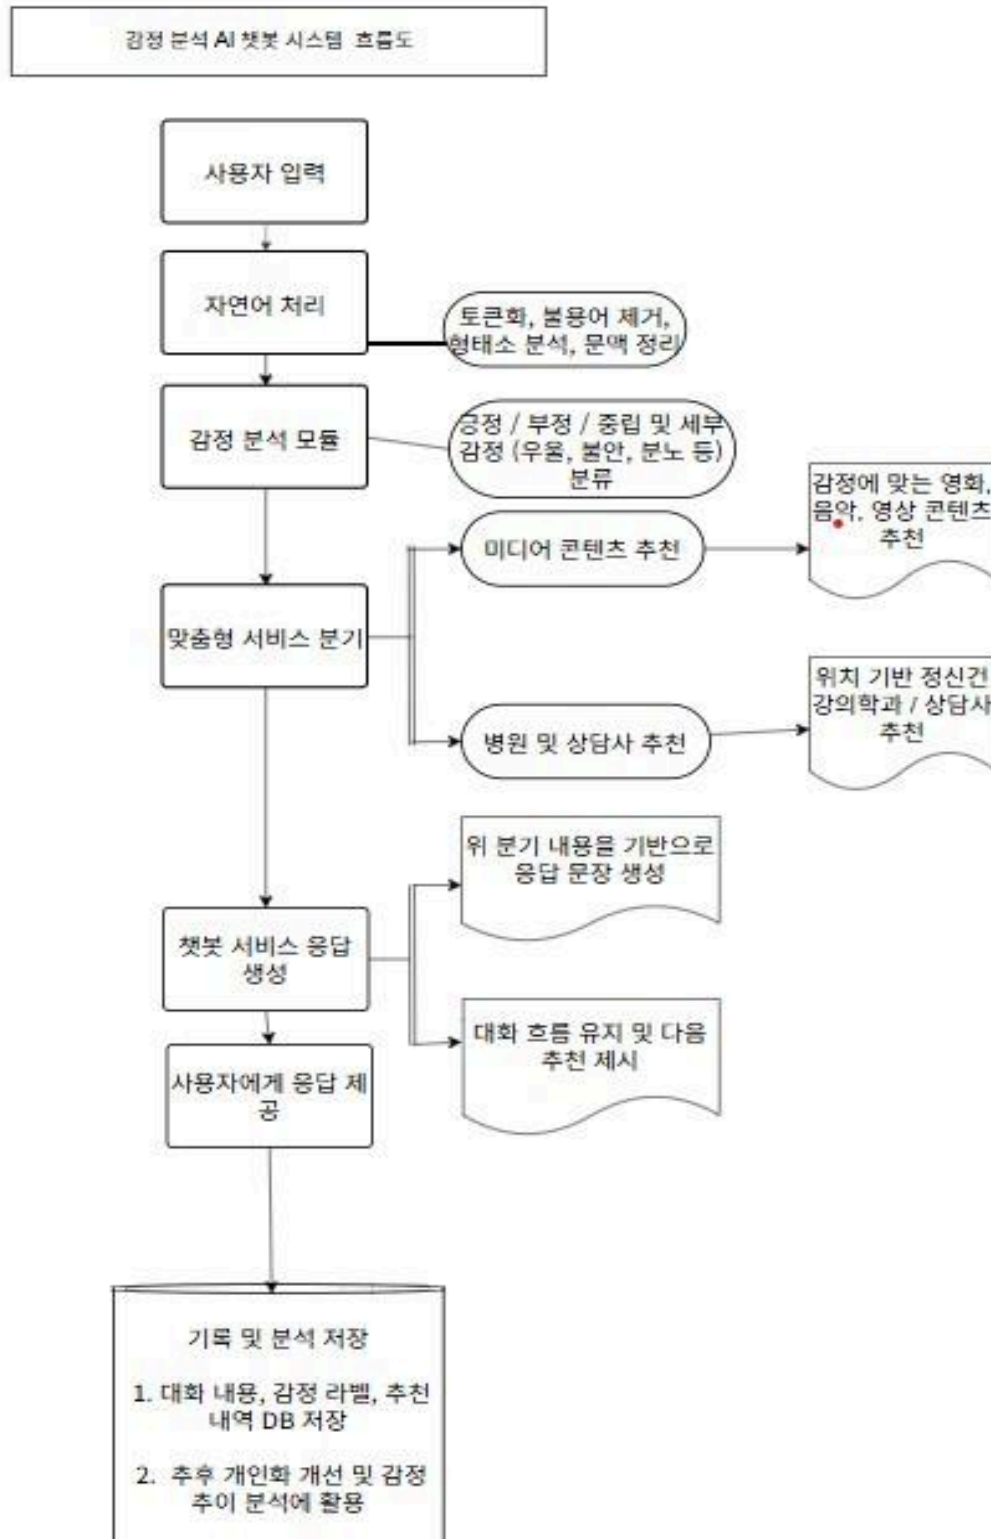 감정 분석 AI 챗봇 시스템 흐름도
사용자 입력
자연어 처리
토큰화, 불용어 제거,
형태소 분석, 문맥 정리
감정 분석 모듈
긍정 / 부정 / 중립 및 세부
감정 (우울, 불안, 분노 등)
분류
감정에 맞는 영화,
음악, 영상 콘텐츠
추천
미디어 콘텐츠 추천
맞춤형 서비스 분기
위치 기반 정신건
강의학과 / 상담사
추천
병원 및 상담사 추천
위 분기 내용을 기반으로
응답 문장 생성
챗봇 서비스 응답
생성
대화 흐름 유지 및 다음
추천 제시
사용자에게 응답 제
공
기록 및 분석 저장
1. 대화 내용, 감정 라벨, 추천
내역 DB 저장
2. 추후 개인화 개선 및 감정
추이 분석에 활용